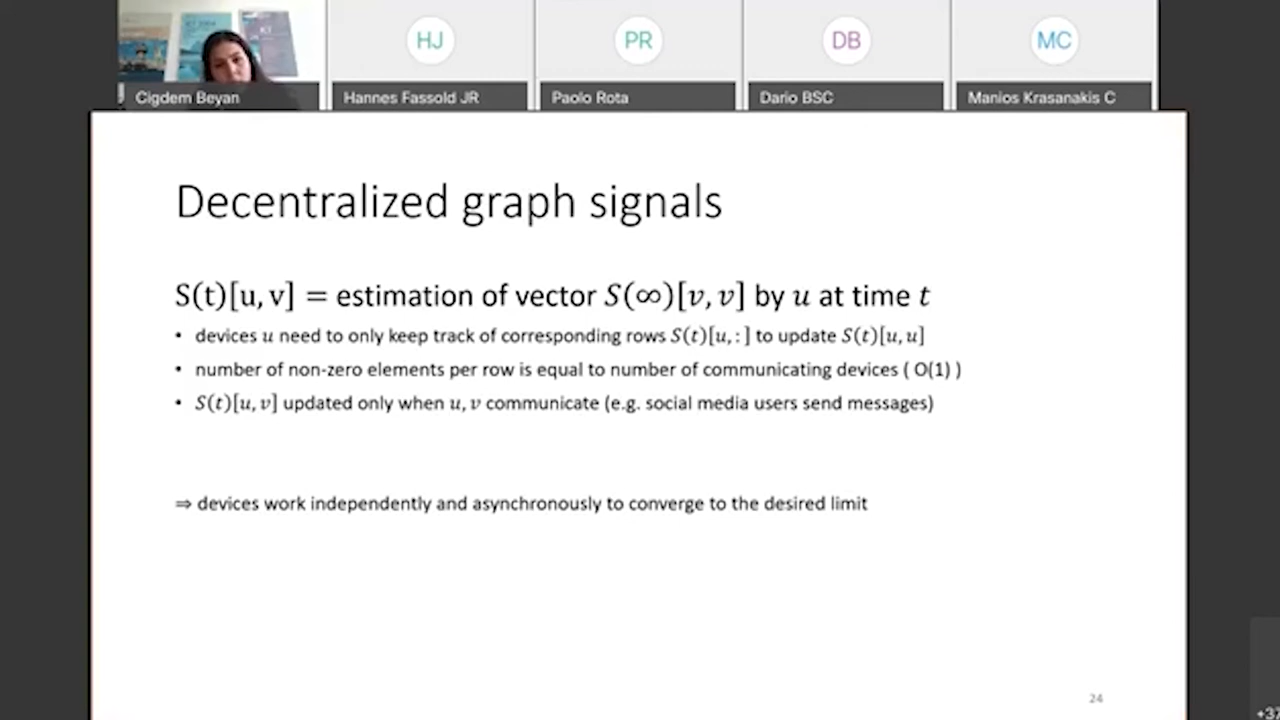 HJ
PR
DB
MC
Cigdem Beyan
Hannes Fassold JR
Paolo Rota
Dario BSC
Manios Krasanakis C
Decentralized graph signals
S(t)[u, v] = estimation of vector S(∞)[v, v] by u at time t
• devices u need to only keep track of corresponding rows S(t)[u, : ] to update S(t)[u, u]
• number of non-zero elements per row is equal to number of communicating devices ( O(1) )
• S(t)[u, v] updated only when u, v communicate (e.g. social media users send messages)
⇒ devices work independently and asynchronously to converge to the desired limit
24